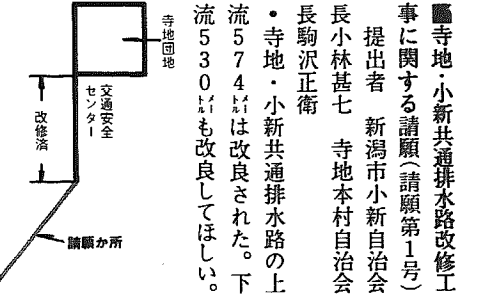 ■寺地・小新共通排水路改修工
事に関する請願（請願第１号）
提出者　新潟市小新自治会
長小林甚七　寺地本村自治会
長駒沢正衛
・寺地・小新共通排水路の上
流５７４㍍は改良された。下
流５３０㍍も改良してほしい。
寺地団地
交通安全
センター
改修済
請願か所